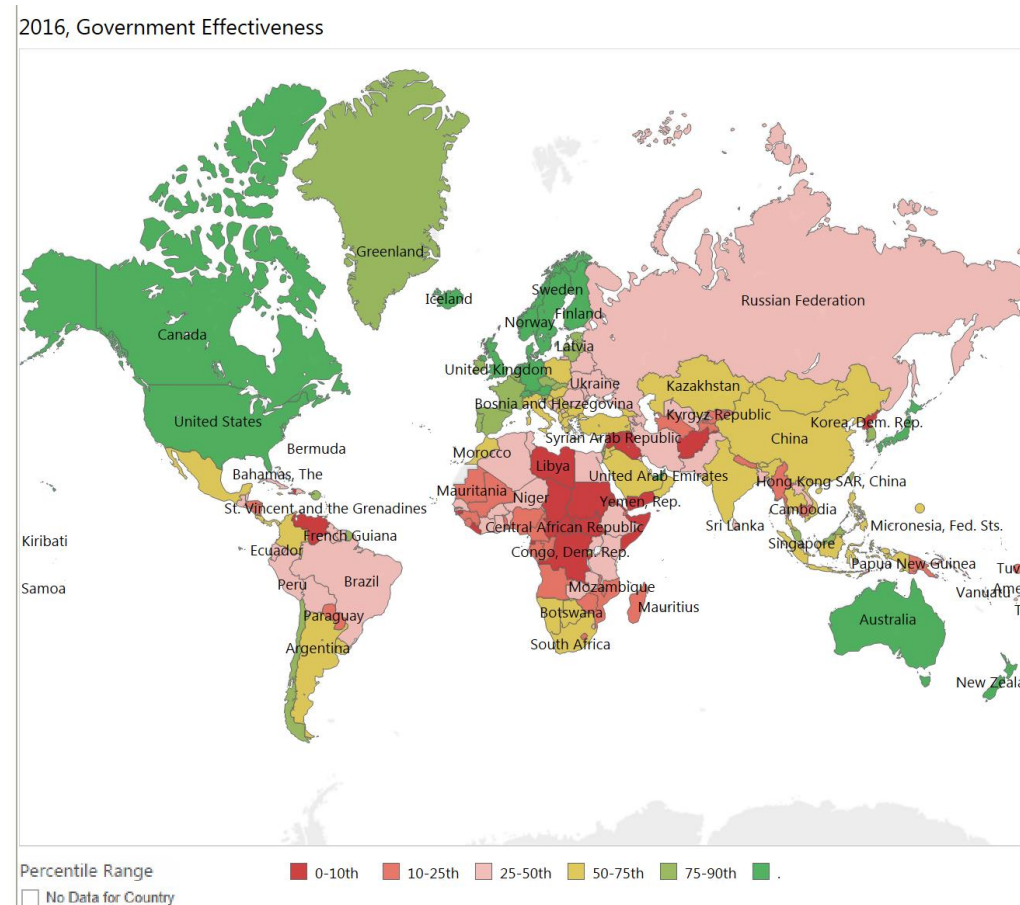 2016, Government Effectiveness
Greenland
Iceland
Sweden
Finland
Norway
Russian Federation
Canada
Latvia
United Kingdom
Ukraine
Kazakhstan
Bosnia and Herzegovina
Kyrgyz Republic
United States
Korea, Dem. Rep.
Bermuda
Syrian Arab Republic
China
Morocco
Bahamas, The
Libya
United Arab Emirates
Hong Kong SAR, China
Mauritania
Niger
Yemen, Rep.
St. Vincent and the Grenadines
Cambodia
Central African Republic
Sri Lanka
Micronesia, Fed. Sts.
French Guiana
Kiribati
Ecuador
Congo, Dem. Rep.
Singapore
Papua New Guinea
Tuv
Samoa
Peru
Brazil
Mozambique
Vanuatu
Ame
Mauritius
T
Paraguay
Botswana
Australia
Argentina
South Africa
New Zeala
Percentile Range
0-10th 10-25th 25-50th 50-75th 75-90th .
No Data for Country